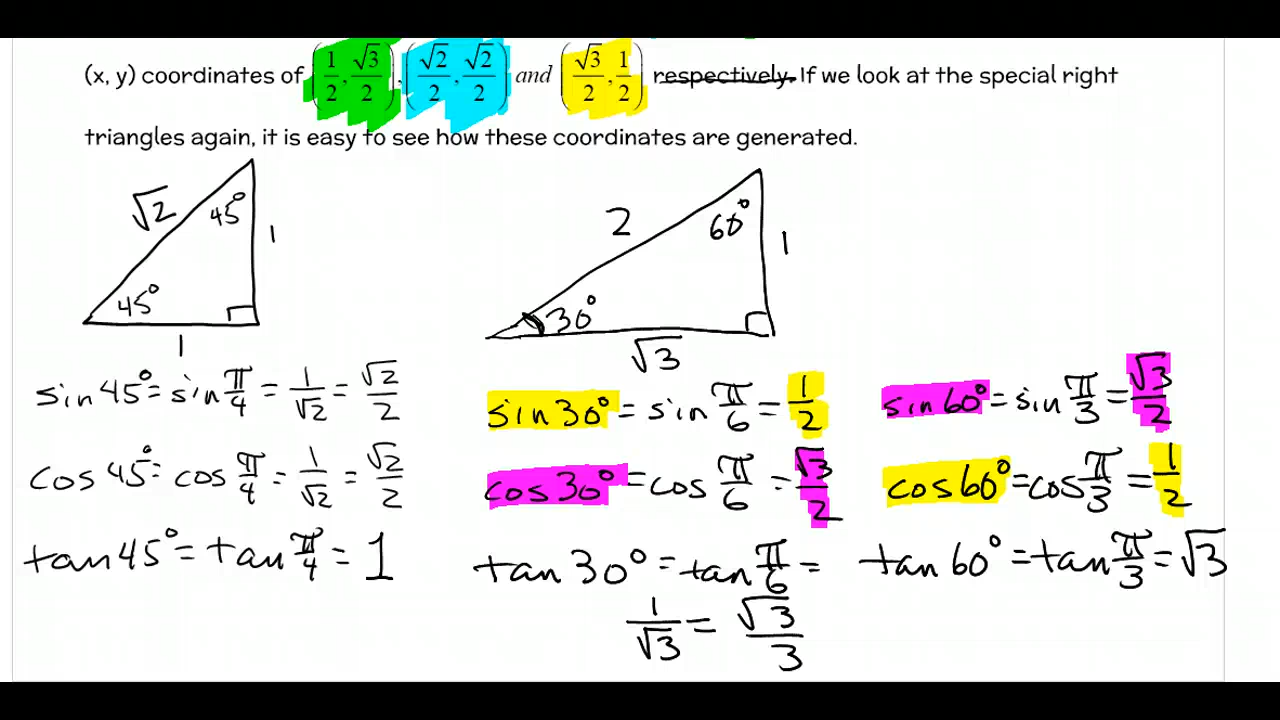 (x, y) coordinates of (1/2, √3/2), (√2/2, √2/2) and (√3/2, 1/2) respectively. If we look at the special right
triangles again, it is easy to see how these coordinates are generated.
√2 45° 1
45°
1
2 60° 1
30°
√3
sin 45° = sin π/4 = 1/√2 = √2/2
cos 45° = cos π/4 = 1/√2 = √2/2
tan 45° = tan π/4 = 1
sin 30° = sin π/6 = 1/2
cos 30° = cos π/6 = √3/2
tan 30° = tan π/6 =
1/√3 = √3/3
sin 60° = sin π/3 = √3/2
cos 60° = cos π/3 = 1/2
tan 60° = tan π/3 = √3